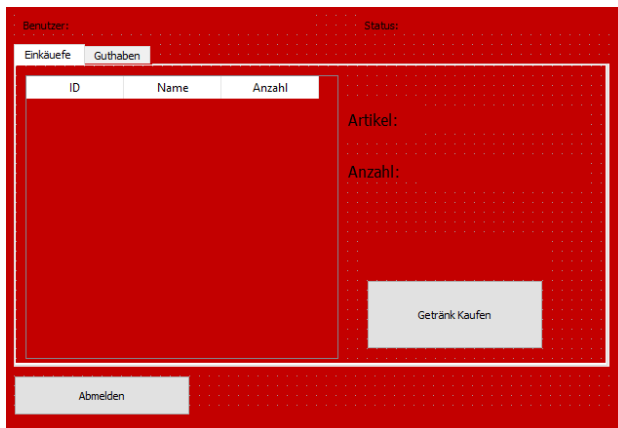 Benutzer: Status:
Einkäuefe Guthaben
ID Name Anzahl
Artikel:
Anzahl:
Getränk Kaufen
Abmelden